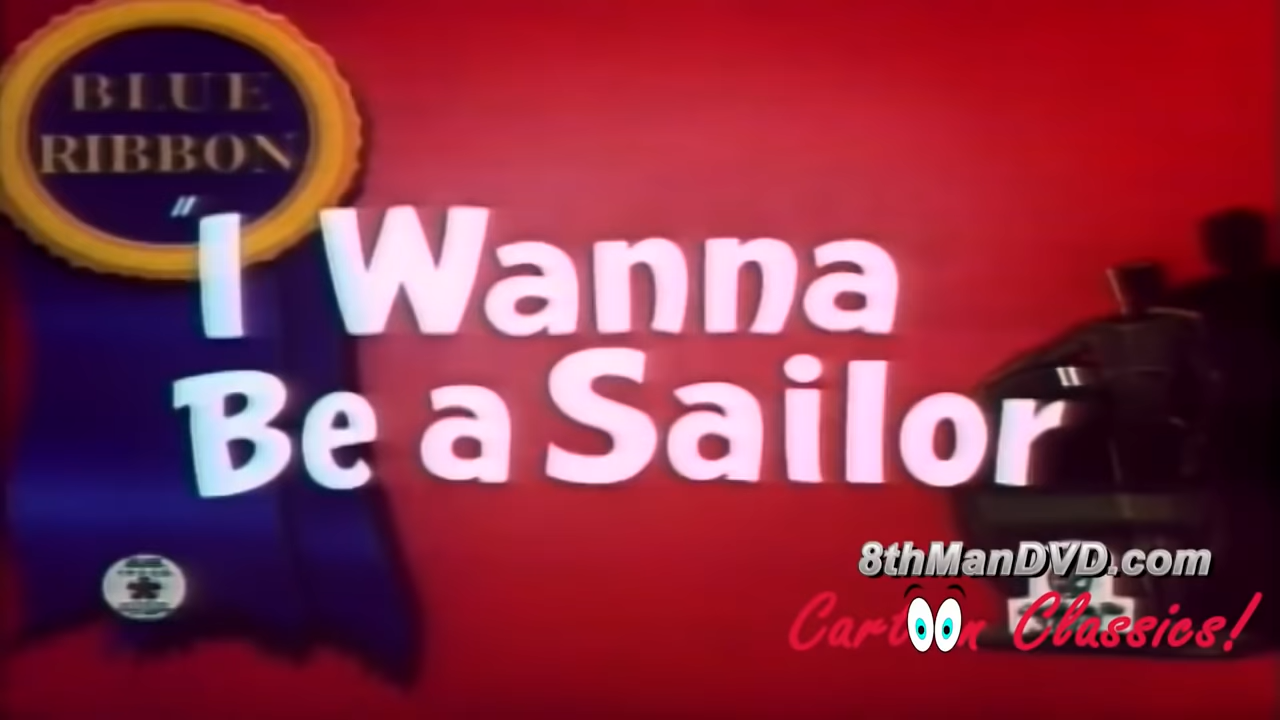 BLUE
RIBBON
"I Wanna
Be a Sailor"
8thManDVD.com
Cartoon Classics!